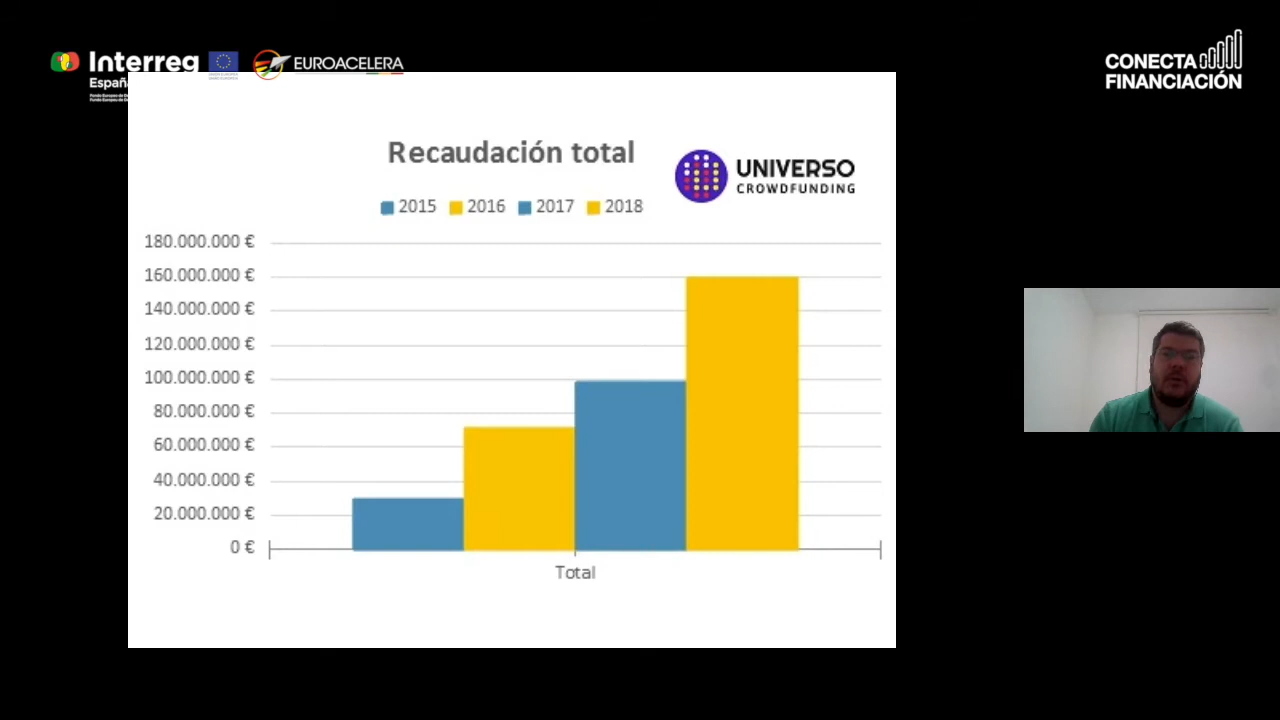 Interreg
España
EUROACELERA
CONECTA
FINANCIACIÓN
Recaudación total
UNIVERSO
CROWDFUNDING
2015 2016 2017 2018
180.000.000 €
160.000.000 €
140.000.000 €
120.000.000 €
100.000.000 €
80.000.000 €
60.000.000 €
40.000.000 €
20.000.000 €
0 €
Total